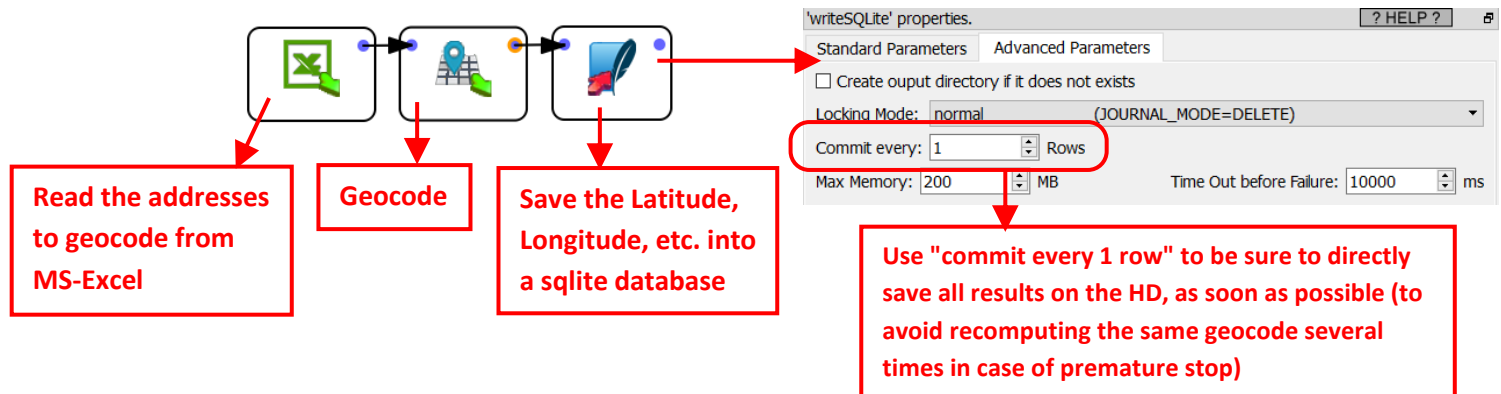 'writeSQLite' properties.
? HELP ?
Standard Parameters
Advanced Parameters
Create ouput directory if it does not exists
Locking Mode: normal (JOURNAL_MODE=DELETE)
Commit every: 1 Rows
Max Memory: 200 MB
Time Out before Failure: 10000 ms
Read the addresses
to geocode from
MS-Excel
Geocode
Save the Latitude,
Longitude, etc. into
a sqlite database
Use "commit every 1 row" to be sure to directly
save all results on the HD, as soon as possible (to
avoid recomputing the same geocode several
times in case of premature stop)